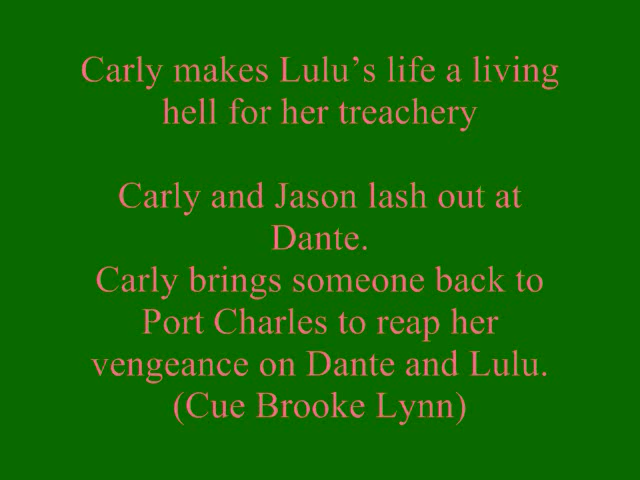 Carly makes Lulu’s life a living
hell for her treachery
Carly and Jason lash out at
Dante.
Carly brings someone back to
Port Charles to reap her
vengeance on Dante and Lulu.
(Cue Brooke Lynn)